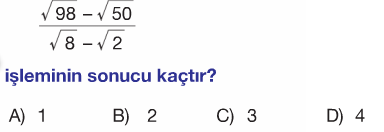 √98 – √50
√8 – √2
işleminin sonucu kaçtır?
A) 1 B) 2 C) 3 D) 4